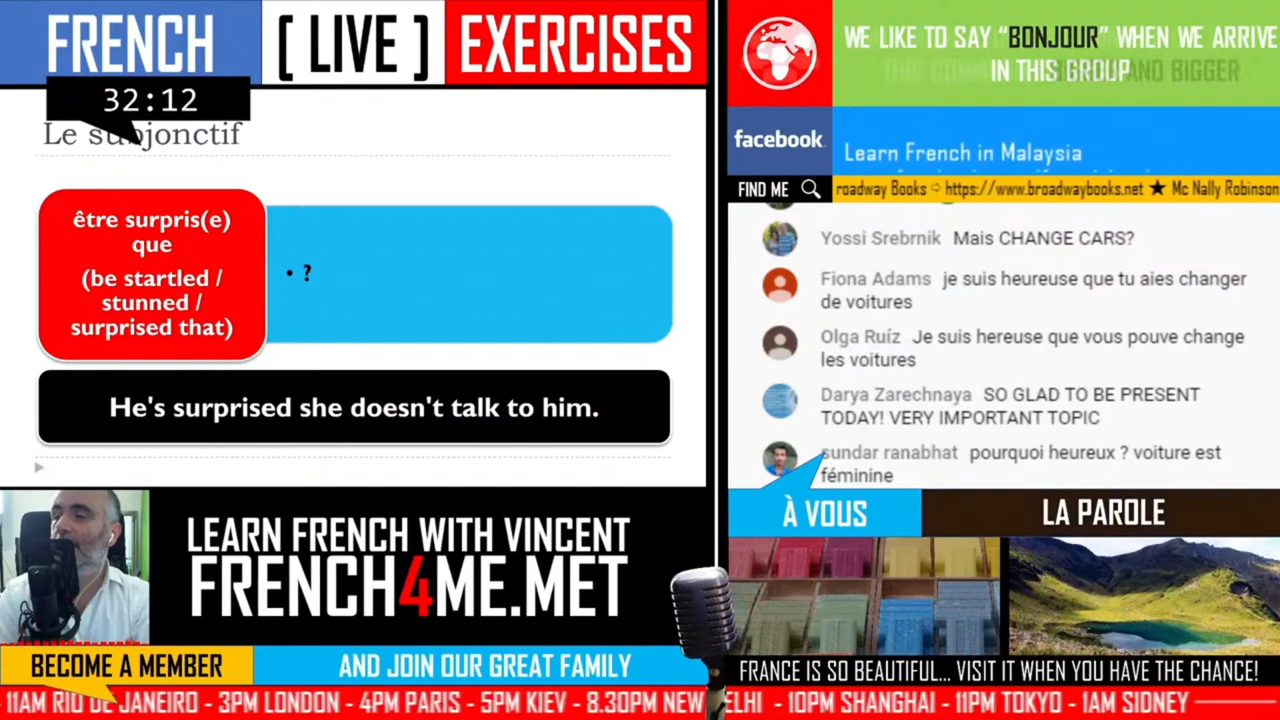 FRENCH
[ LIVE ]
EXERCISES
32:12
Le subjonctif
être surpris(e)
que
(be startled /
stunned /
surprised that)
• ?
He's surprised she doesn't talk to him.
LEARN FRENCH WITH VINCENT
FRENCH4ME.MET
BECOME A MEMBER
AND JOIN OUR GREAT FAMILY
WE LIKE TO SAY “BONJOUR” WHEN WE ARRIVE
IN THIS GROUP
AND BIGGER
facebook.
Learn French in Malaysia
FIND ME
roadway Books ⇨ https://www.broadwaybooks.net ★ Mc Nally Robinson
Yossi Srebrnik Mais CHANGE CARS?
Fiona Adams je suis heureuse que tu aies changer
de voitures
Olga Ruíz Je suis hereuse que vous pouve change
les voitures
Darya Zarechnaya SO GLAD TO BE PRESENT
TODAY! VERY IMPORTANT TOPIC
sundar ranabhat pourquoi heureux ? voiture est
féminine
À VOUS
LA PAROLE
FRANCE IS SO BEAUTIFUL... VISIT IT WHEN YOU HAVE THE CHANCE!
11AM RIO DE JANEIRO - 3PM LONDON - 4PM PARIS - 5PM KIEV - 8.30PM NEW DELHI - 10PM SHANGHAI - 11PM TOKYO - 1AM SIDNEY